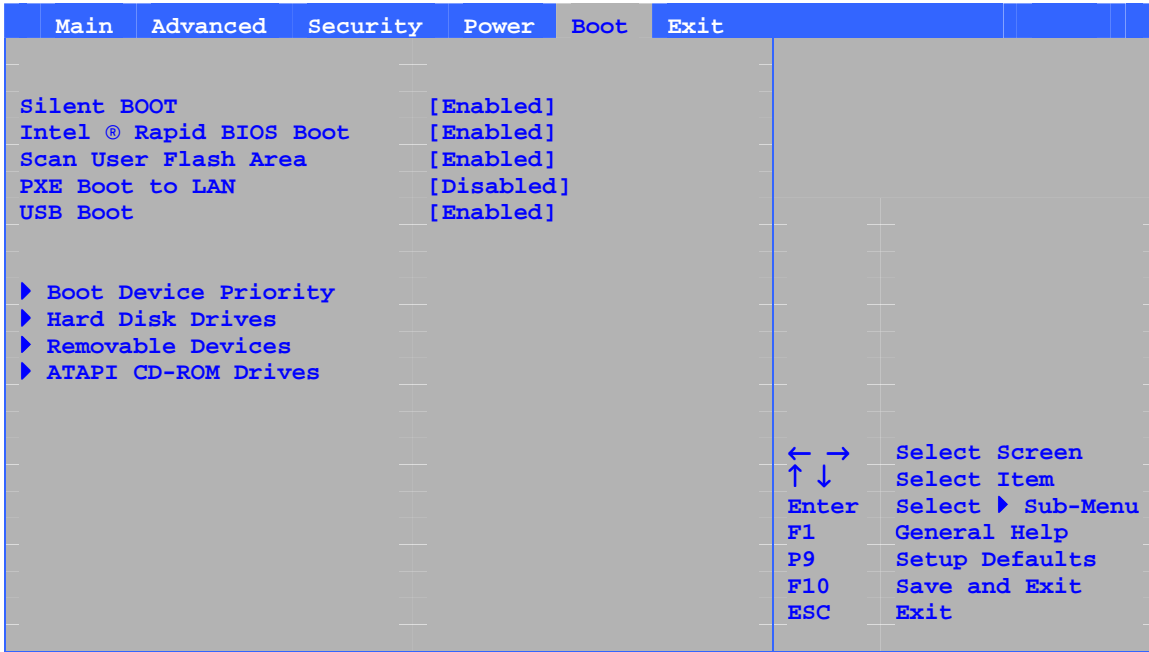 Main Advanced Security Power Boot Exit
Silent BOOT [Enabled]
Intel ® Rapid BIOS Boot [Enabled]
Scan User Flash Area [Enabled]
PXE Boot to LAN [Disabled]
USB Boot [Enabled]
▶ Boot Device Priority
▶ Hard Disk Drives
▶ Removable Devices
▶ ATAPI CD-ROM Drives
← → Select Screen
↑ ↓ Select Item
Enter Select ▶ Sub-Menu
F1 General Help
P9 Setup Defaults
F10 Save and Exit
ESC Exit